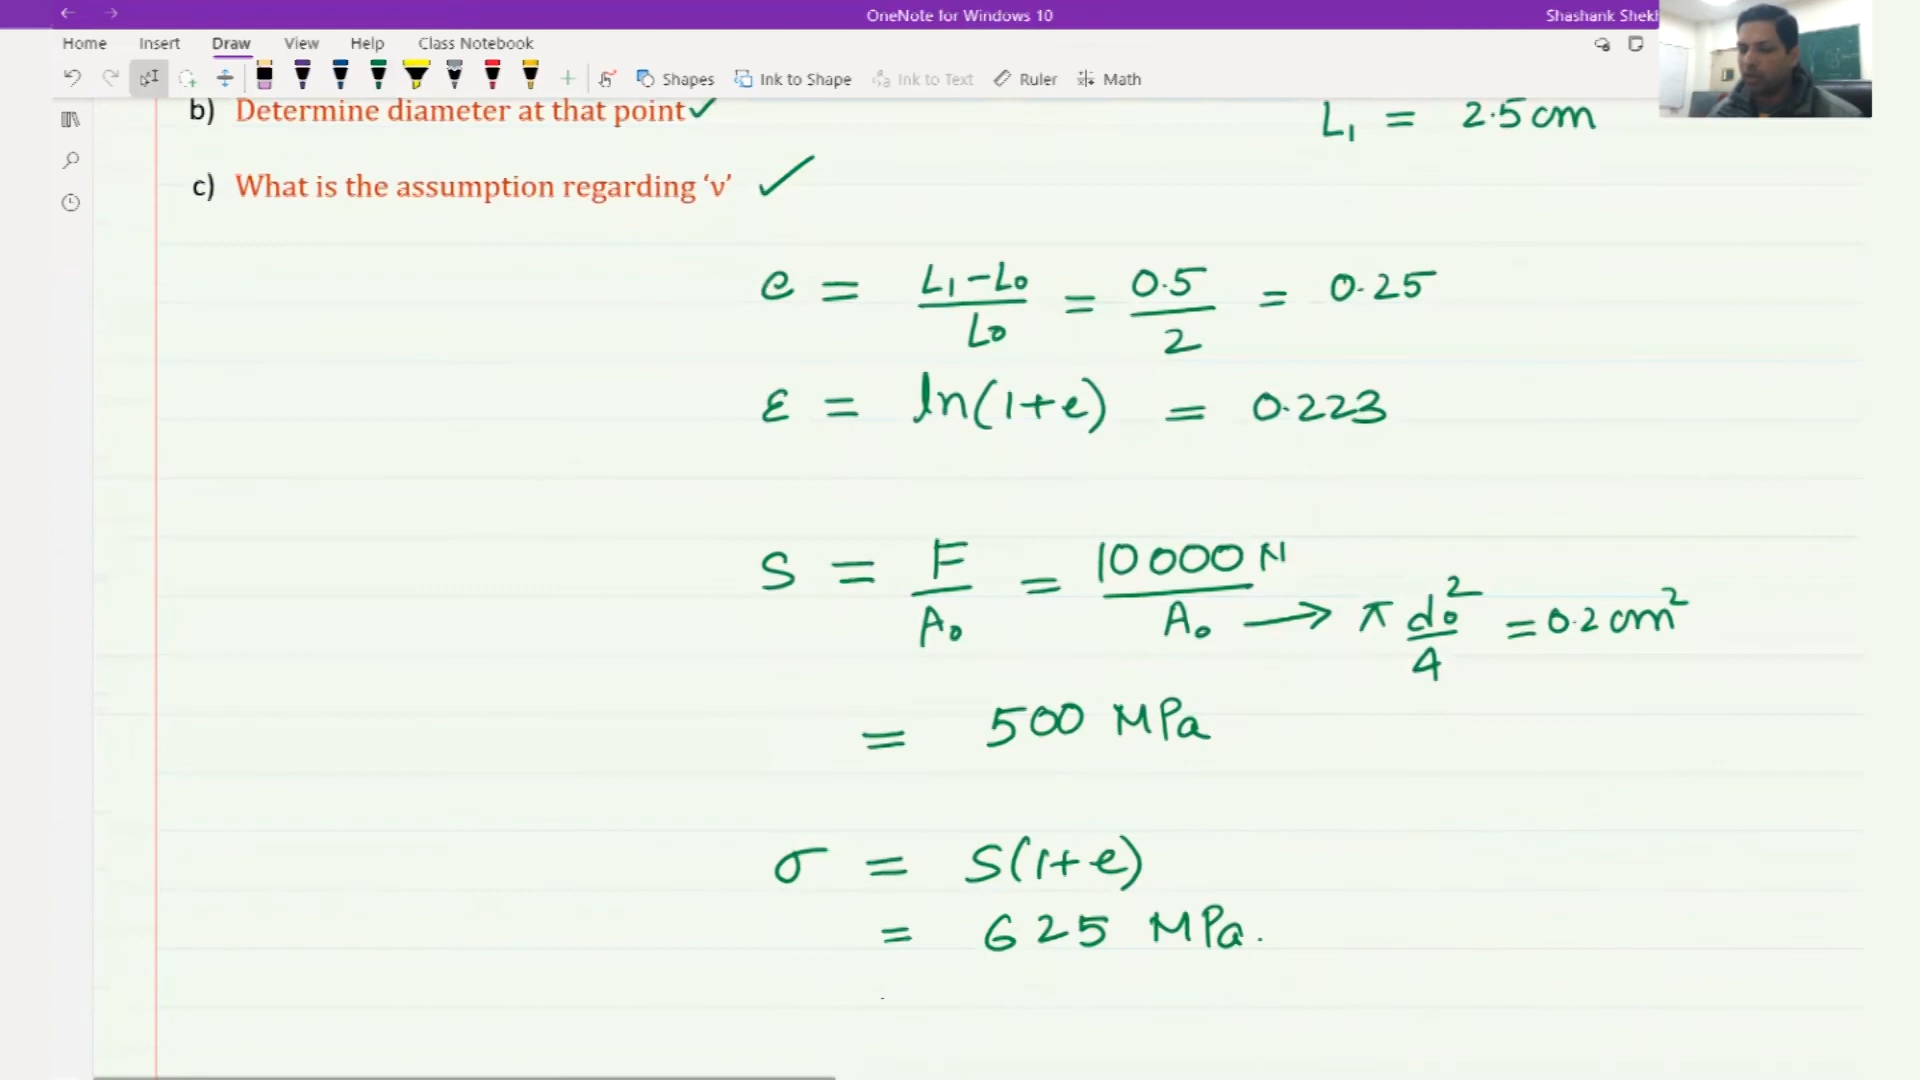 OneNote for Windows 10
Shashank Shekh
Home Insert Draw View Help Class Notebook
Shapes Ink to Shape Ink to Text Ruler Math
b) Determine diameter at that point ✓
L₁ = 2.5 cm
c) What is the assumption regarding ‘ν’ ✓
e = (L₁-L₀)/L₀ = 0.5/2 = 0.25
ε = ln(1+e) = 0.223
S = F/A₀ = 10000 N/A₀ → π d₀²/4 = 0.2 cm²
= 500 MPa
σ = S(1+e)
= 625 MPa.